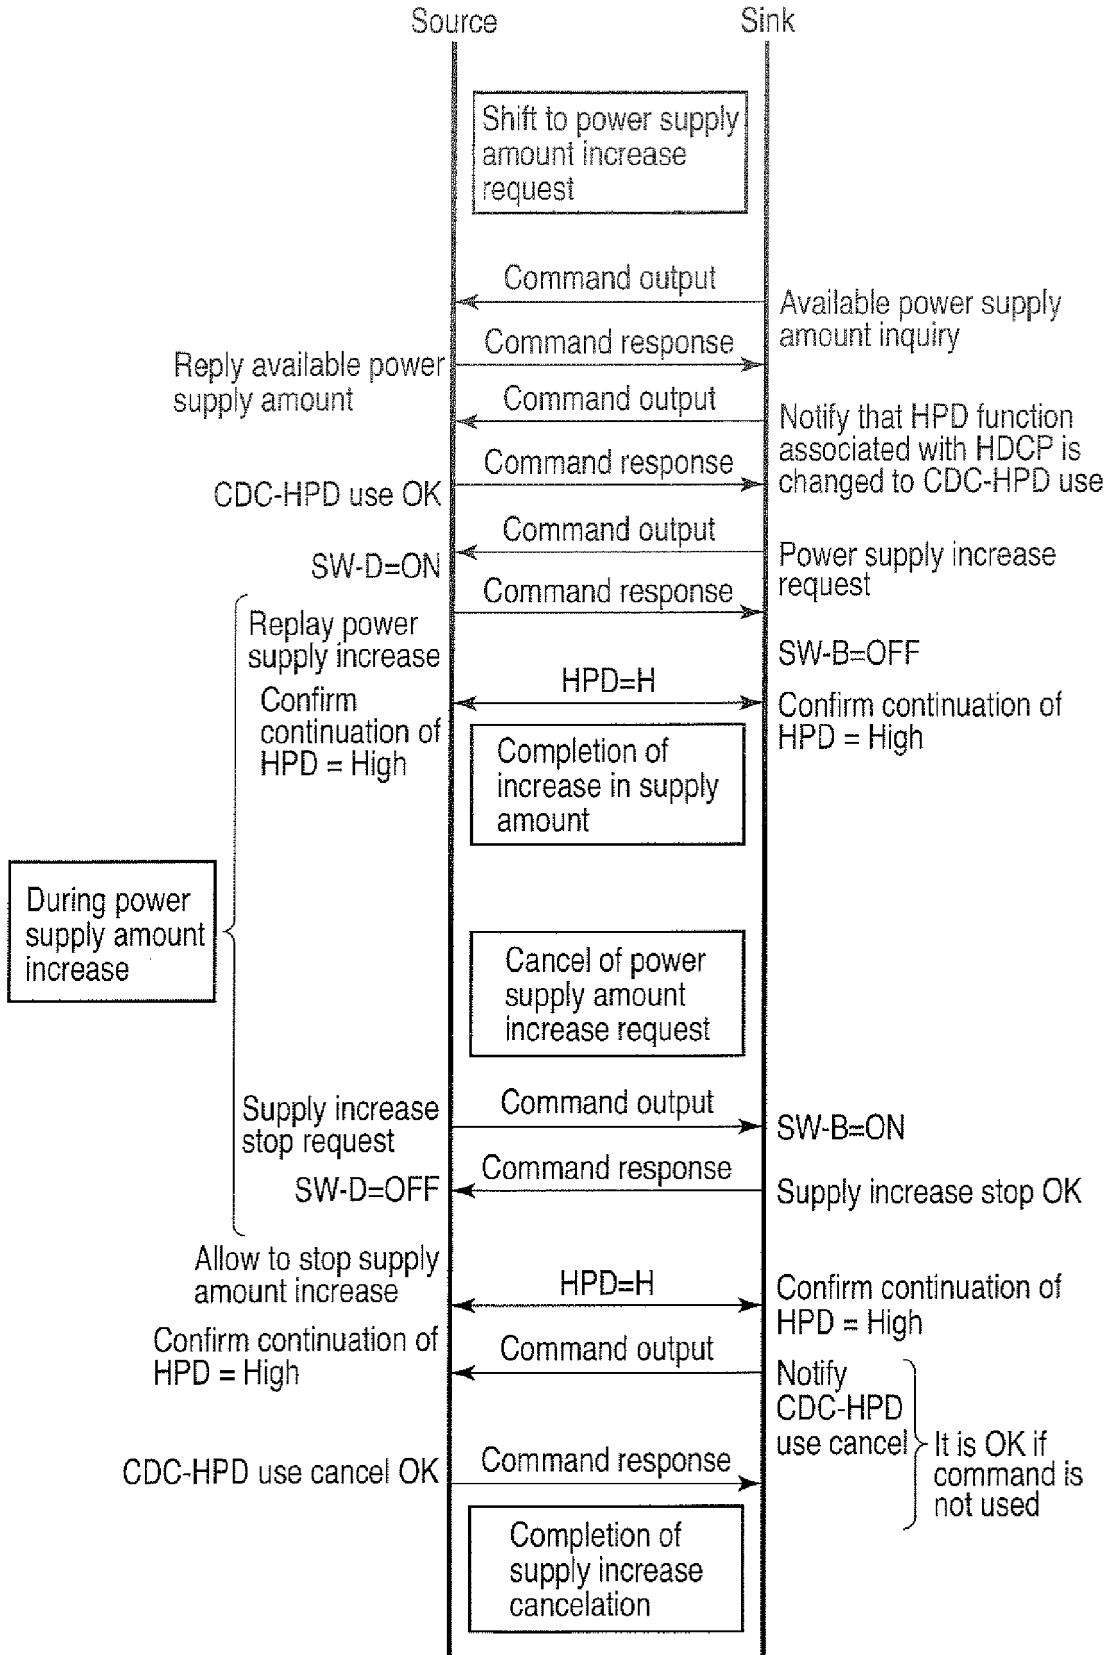 Source
Sink
Shift to power supply
amount increase
request
Command output
Available power supply
amount inquiry
Command response
Reply available power
supply amount
Command output
Notify that HPD function
associated with HDCP is
changed to CDC-HPD use
Command response
CDC-HPD use OK
Command output
Power supply increase
request
SW-D=ON
Command response
Replay power
supply increase
SW-B=OFF
HPD=H
Confirm
continuation of
HPD = High
Confirm continuation of
HPD = High
Completion of
increase in supply
amount
During power
supply amount
increase
Cancel of power
supply amount
increase request
Supply increase
stop request
Command output
SW-B=ON
Command response
SW-D=OFF
Supply increase stop OK
Allow to stop supply
amount increase
HPD=H
Confirm continuation of
HPD = High
Confirm continuation of
HPD = High
Command output
Notify
CDC-HPD
use cancel
It is OK if
command is
not used
CDC-HPD use cancel OK
Command response
Completion of
supply increase
cancelation